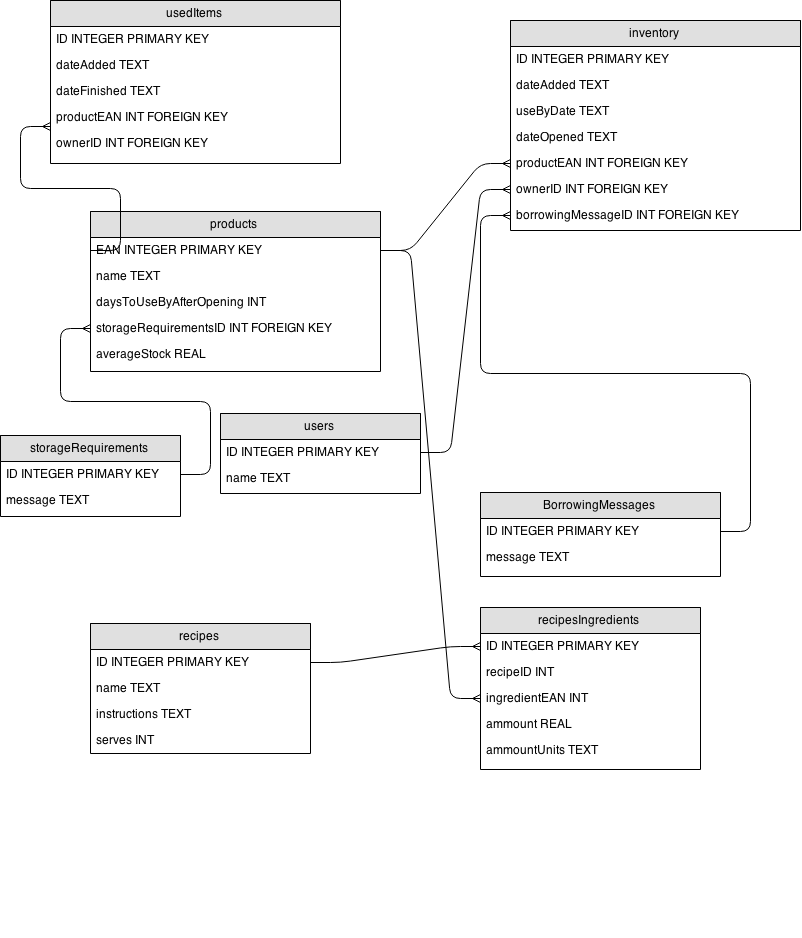 usedItems
ID INTEGER PRIMARY KEY
dateAdded TEXT
dateFinished TEXT
productEAN INT FOREIGN KEY
ownerID INT FOREIGN KEY
inventory
ID INTEGER PRIMARY KEY
dateAdded TEXT
useByDate TEXT
dateOpened TEXT
productEAN INT FOREIGN KEY
ownerID INT FOREIGN KEY
borrowingMessageID INT FOREIGN KEY
products
EAN INTEGER PRIMARY KEY
name TEXT
daysToUseByAfterOpening INT
storageRequirementsID INT FOREIGN KEY
averageStock REAL
storageRequirements
ID INTEGER PRIMARY KEY
message TEXT
users
ID INTEGER PRIMARY KEY
name TEXT
BorrowingMessages
ID INTEGER PRIMARY KEY
message TEXT
recipes
ID INTEGER PRIMARY KEY
name TEXT
instructions TEXT
serves INT
recipesIngredients
ID INTEGER PRIMARY KEY
recipeID INT
ingredientEAN INT
ammount REAL
ammountUnits TEXT